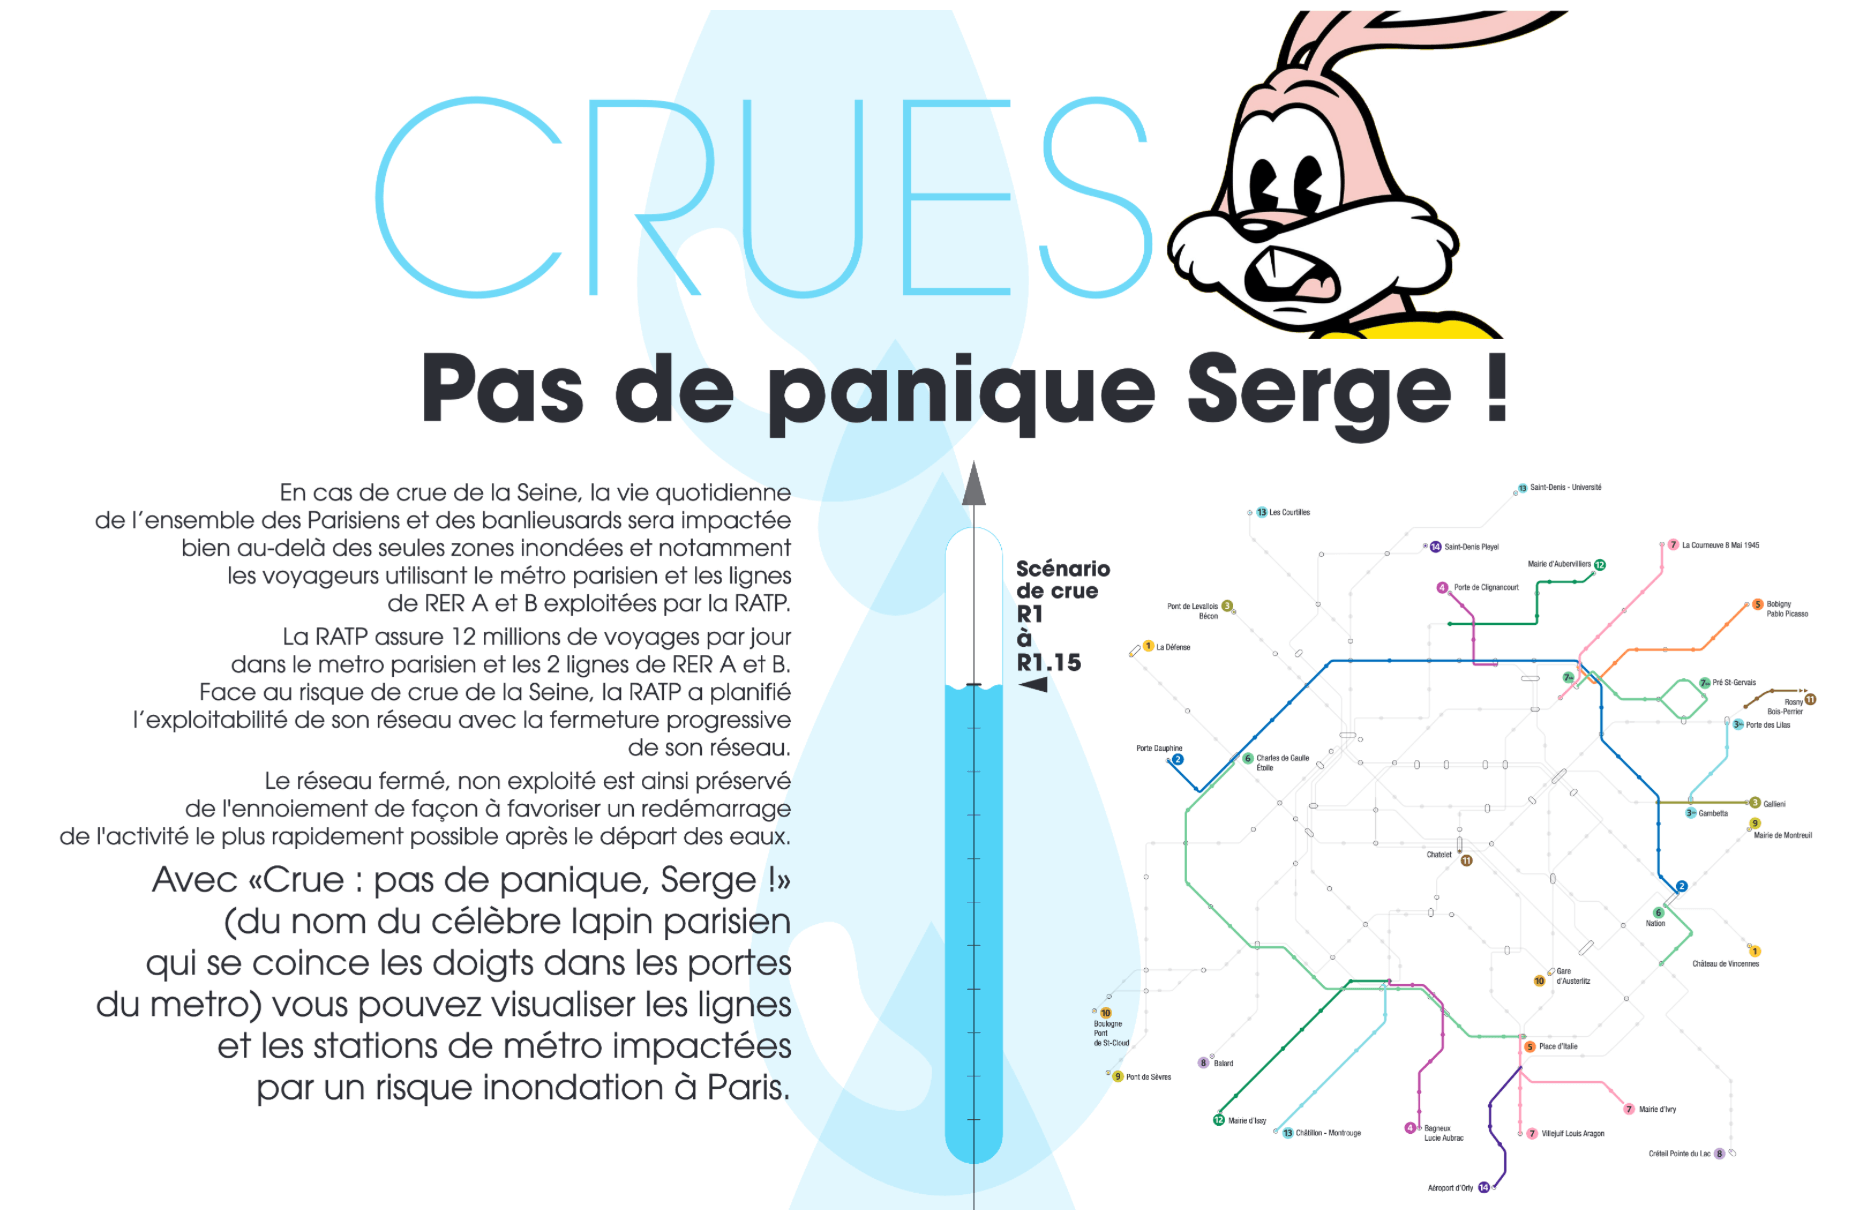 CRUES
Pas de panique Serge !
En cas de crue de la Seine, la vie quotidienne
de l'ensemble des Parisiens et des banlieusards sera impactée
bien au-delà des seules zones inondées et notamment
les voyageurs utilisant le métro parisien et les lignes
de RER A et B exploitées par la RATP.
La RATP assure 12 millions de voyages par jour
dans le metro parisien et les 2 lignes de RER A et B.
Face au risque de crue de la Seine, la RATP a planifié
l'exploitabilité de son réseau avec la fermeture progressive
de son réseau.
Le réseau fermé, non exploité est ainsi préservé
de l'ennoiement de façon à favoriser un redémarrage
de l'activité le plus rapidement possible après le départ des eaux.
Avec «Crue : pas de panique, Serge !»
(du nom du célèbre lapin parisien
qui se coince les doigts dans les portes
du metro) vous pouvez visualiser les lignes
et les stations de métro impactées
par un risque inondation à Paris.
Scénario
de crue
R1
à
R1.15
13 Saint-Denis - Université
13 Les Courtilles
14 Saint-Denis Pleyel
7 La Courneuve 8 Mai 1945
Mairie d'Aubervilliers 12
4 Porte de Clignancourt
Pont de Levallois 3
Bécon
5 Bobigny
Pablo Picasso
1 La Défense
7bis
7bis Pré St-Gervais
Rosny 11
Bois-Perrier
3bis Porte des Lilas
Porte Dauphine
2
6 Charles de Gaulle
Étoile
3 Gallieni
3bis Gambetta
9
Mairie de Montreuil
Chatelet
11
2
6
Nation
1
Château de Vincennes
10
Gare
d'Austerlitz
10
Boulogne
Pont
de St-Cloud
5 Place d'Italie
8 Balard
9 Pont de Sèvres
12 Mairie d'Issy
13 Châtillon - Montrouge
4 Bagneux
Lucie Aubrac
7 Mairie d'Ivry
7 Villejuif Louis Aragon
Créteil Pointe du Lac 8
Aéroport d'Orly 14